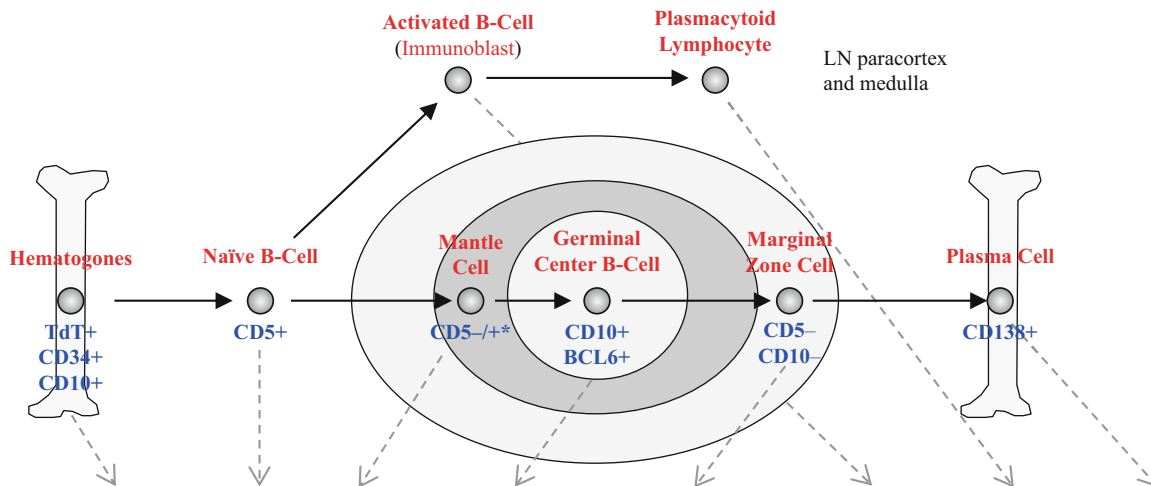 Activated B-Cell
(Immunoblast)
Plasmacytoid
Lymphocyte
LN paracortex
and medulla
Hematogones
TdT+
CD34+
CD10+
Naïve B-Cell
CD5+
Mantle
Cell
CD5–/+*
Germinal
Center B-Cell
CD10+
BCL6+
Marginal
Zone Cell
CD5–
CD10–
Plasma Cell
CD138+